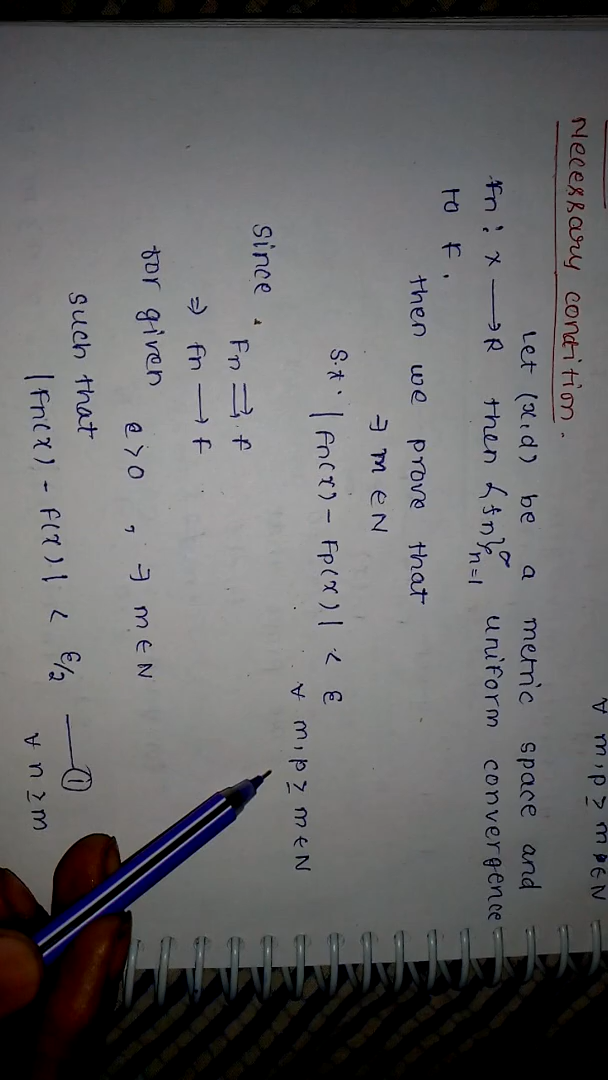 ∀ m, p ≥ m ∈ N
Necessary condition.
Let (x, d) be a metric space and
fn : x → R then {fn}∞n=1 uniform convergence
to F.
then we prove that
∃ m ∈ N
s.t. |fn(x) - Fp(x)| < ε
∀ m, p ≥ m ∈ N
Since. Fn ⇉ f
⇒ fn → f
for given e>0, ∃ m ∈ N
such that
|fn(x) - f(x)| < ε/2 — ①
∀ n ≥ m